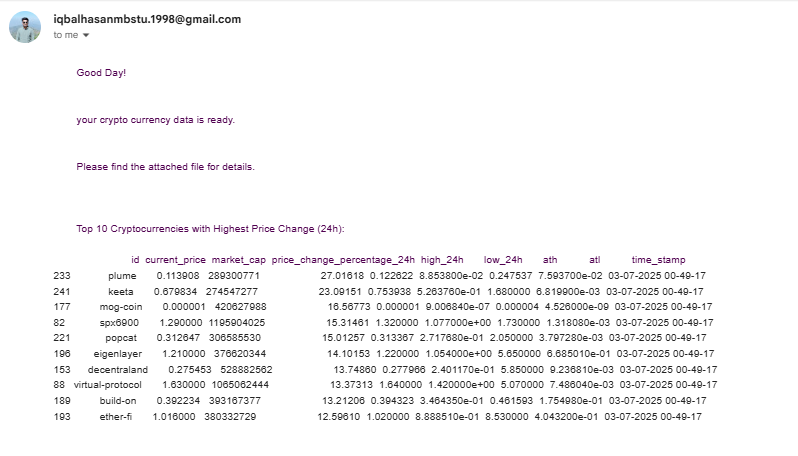 iqbalhasanmbstu.1998@gmail.com
to me
Good Day!
your crypto currency data is ready.
Please find the attached file for details.
Top 10 Cryptocurrencies with Highest Price Change (24h):
id current_price market_cap price_change_percentage_24h high_24h low_24h ath atl time_stamp
233 plume 0.113908 289300771 27.01618 0.122622 8.853800e-02 0.247537 7.593700e-02 03-07-2025 00-49-17
241 keeta 0.679834 274547277 23.09151 0.753938 5.263760e-01 1.680000 6.819900e-03 03-07-2025 00-49-17
177 mog-coin 0.000001 420627988 16.56773 0.000001 9.006840e-07 0.000004 4.526000e-09 03-07-2025 00-49-17
82 spx6900 1.290000 1195904025 15.31461 1.320000 1.077000e+00 1.730000 1.318080e-03 03-07-2025 00-49-17
221 popcat 0.312647 306585530 15.01257 0.313367 2.717680e-01 2.050000 3.797280e-03 03-07-2025 00-49-17
196 eigenlayer 1.210000 376620344 14.10153 1.220000 1.054000e+00 5.650000 6.685010e-01 03-07-2025 00-49-17
153 decentraland 0.275453 528882562 13.74860 0.277966 2.401170e-01 5.850000 9.236810e-03 03-07-2025 00-49-17
88 virtual-protocol 1.630000 1065062444 13.37313 1.640000 1.420000e+00 5.070000 7.486040e-03 03-07-2025 00-49-17
189 build-on 0.392234 393167377 13.21206 0.394323 3.464350e-01 0.461593 1.754980e-01 03-07-2025 00-49-17
193 ether-fi 1.016000 380332729 12.59610 1.020000 8.888510e-01 8.530000 4.043200e-01 03-07-2025 00-49-17